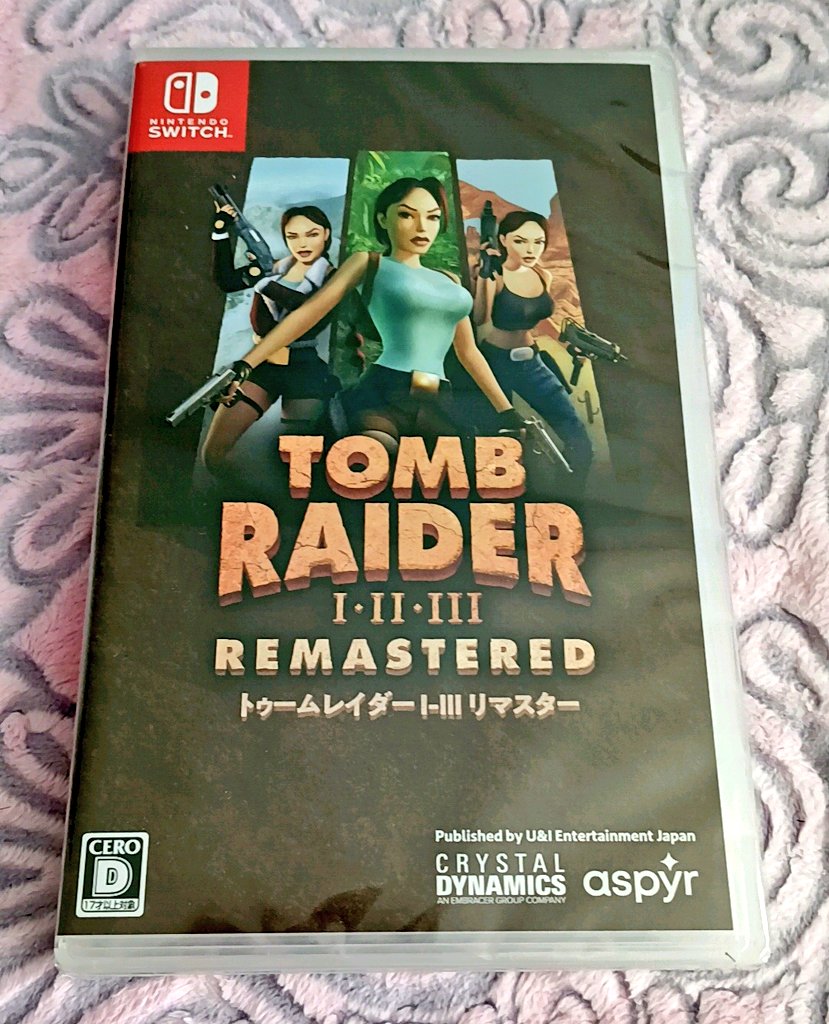 NINTENDO
SWITCH™
TOMB
RAIDER
I・II・III
REMASTERED
トゥームレイダー I-III リマスター
CERO
D
17才以上対象
Published by U&I Entertainment Japan
CRYSTAL
DYNAMICS
AN EMBRACER GROUP COMPANY
aspyr